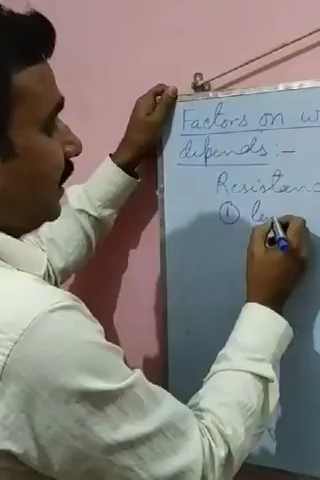 Factors on w
depends :-
Resistanc
① le